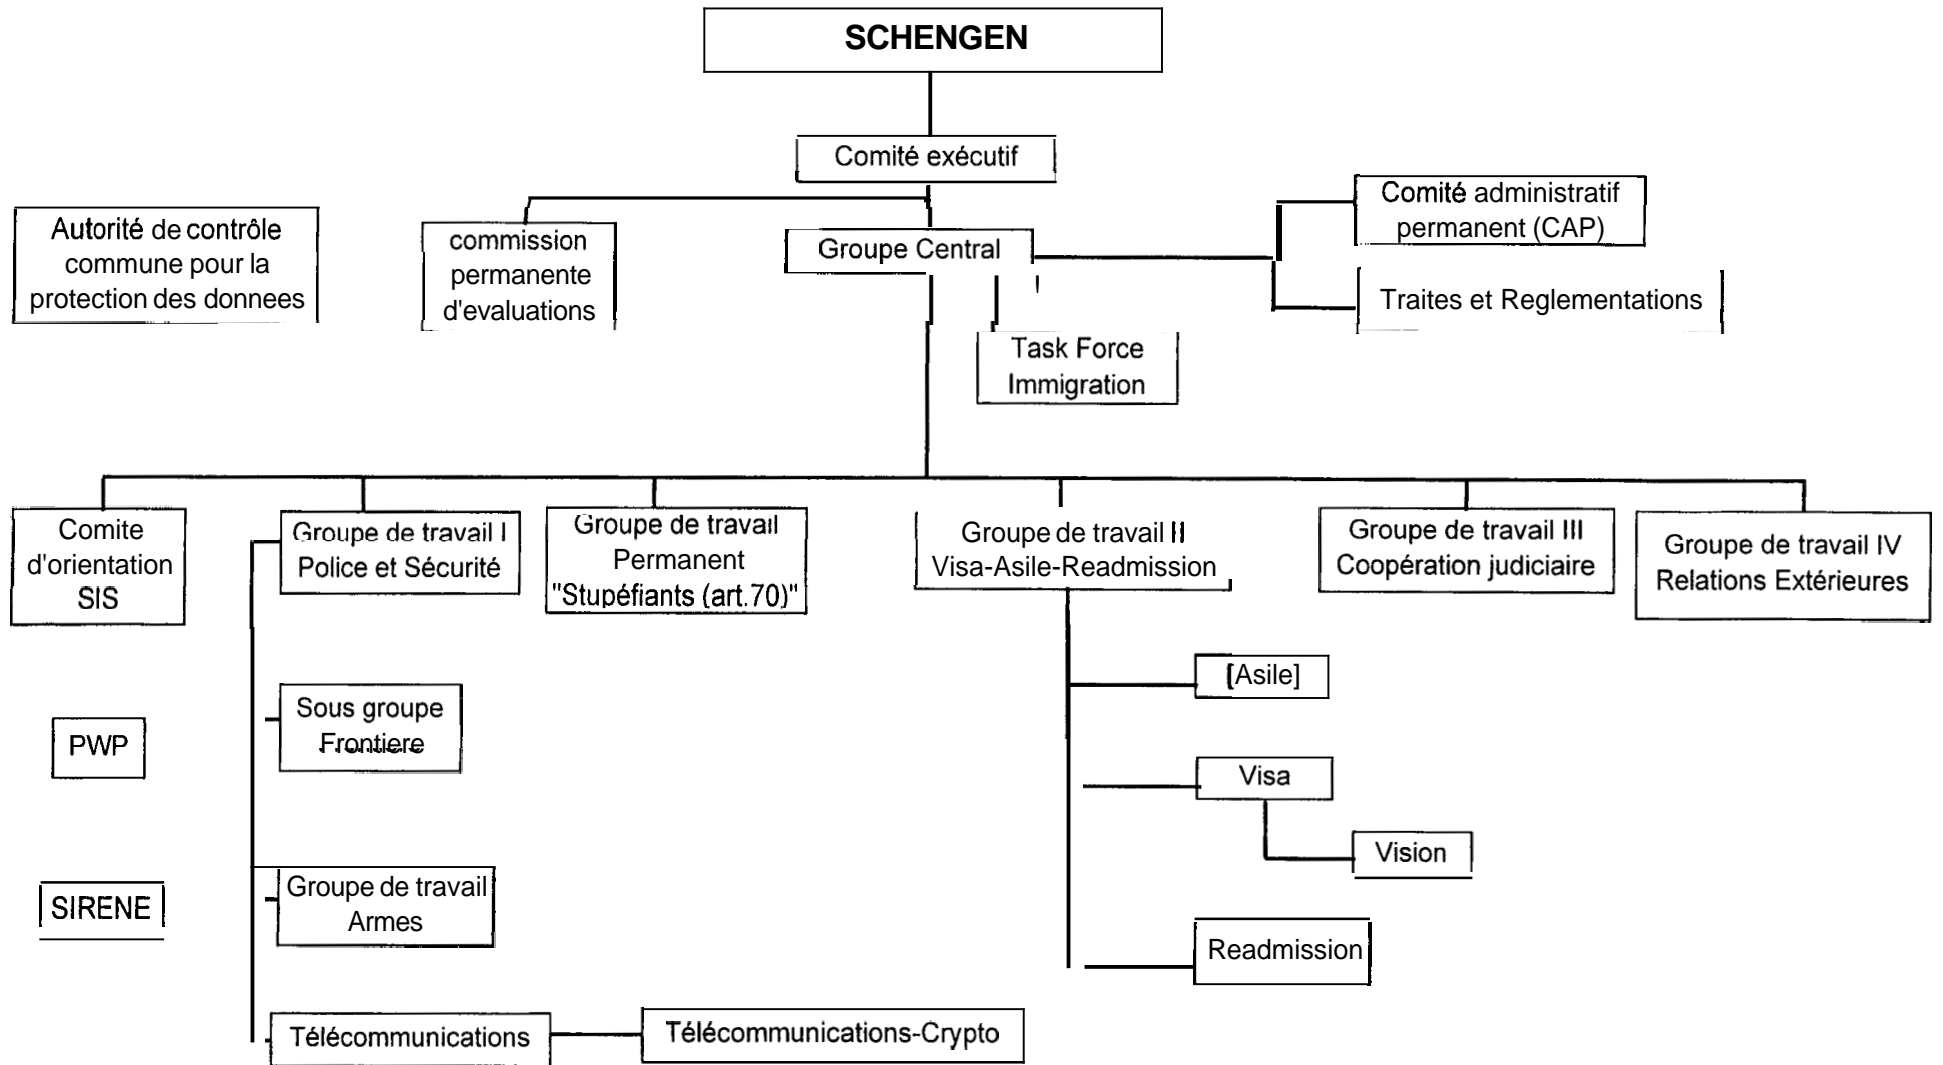 SCHENGEN
Comité exécutif
Autorité de contrôle
commune pour la
protection des donnees
commission
permanente
d'evaluations
Groupe Central
Comité administratif
permanent (CAP)
Traites et Reglementations
Task Force
Immigration
Comite
d'orientation
SIS
Groupe de travail I
Police et Sécurité
Groupe de travail
Permanent
"Stupéfiants (art.70)"
Groupe de travail II
Visa-Asile-Readmission
Groupe de travail III
Coopération judiciaire
Groupe de travail IV
Relations Extérieures
PWP
Sous groupe
Frontiere
[Asile]
Visa
Vision
SIRENE
Groupe de travail
Armes
Readmission
Télécommunications
Télécommunications-Crypto